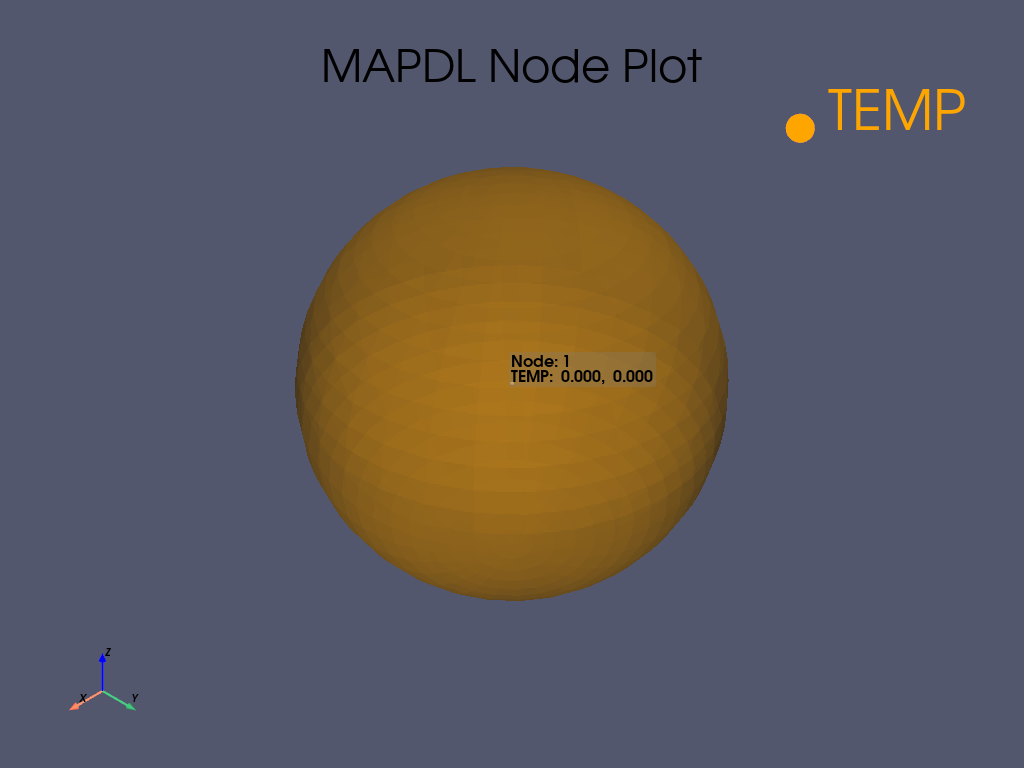 MAPDL Node Plot
TEMP
Node: 1
TEMP: 0.000, 0.000
Z
X
Y